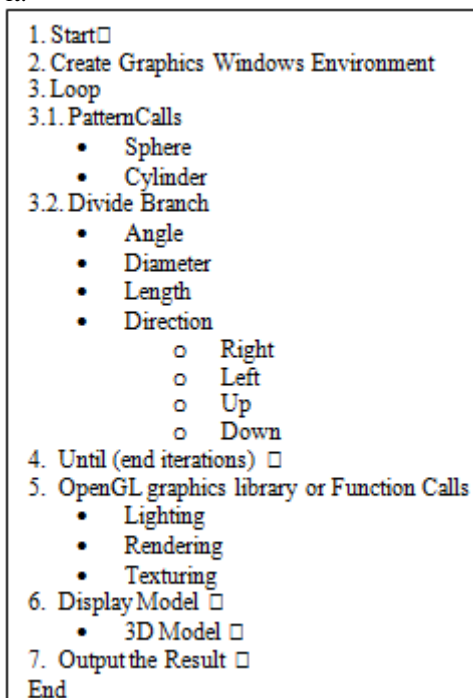 1. Start□
2. Create Graphics Windows Environment
3. Loop
3.1. PatternCalls
• Sphere
• Cylinder
3.2. Divide Branch
• Angle
• Diameter
• Length
• Direction
o Right
o Left
o Up
o Down
4. Until (end iterations) □
5. OpenGL graphics library or Function Calls
• Lighting
• Rendering
• Texturing
6. Display Model □
• 3D Model □
7. Output the Result □
End